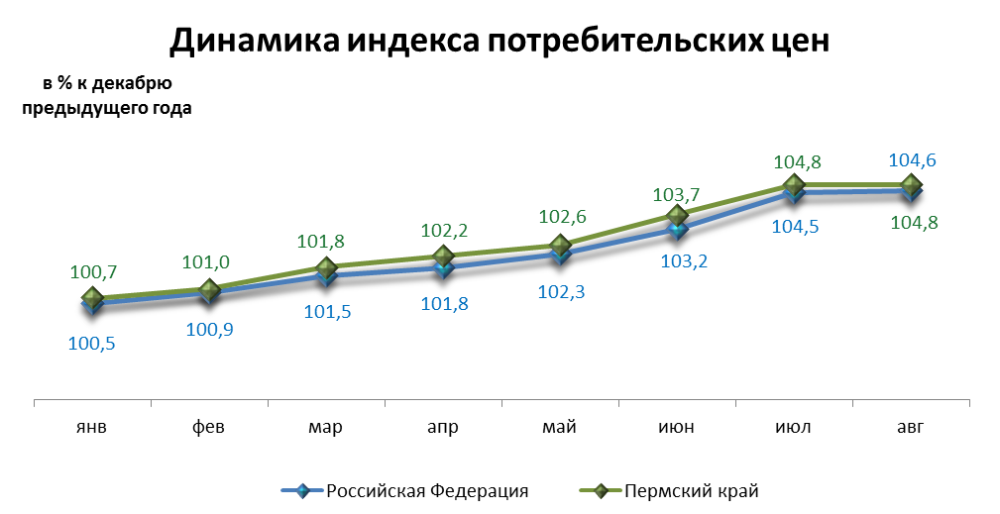 Динамика индекса потребительских цен
в % к декабрю
предыдущего года
104,8 104,6
103,7
102,6
102,2
101,8
101,0
100,7
104,5 104,8
103,2
102,3
101,8
101,5
100,9
100,5
янв фев мар апр май июн июл авг
Российская Федерация Пермский край